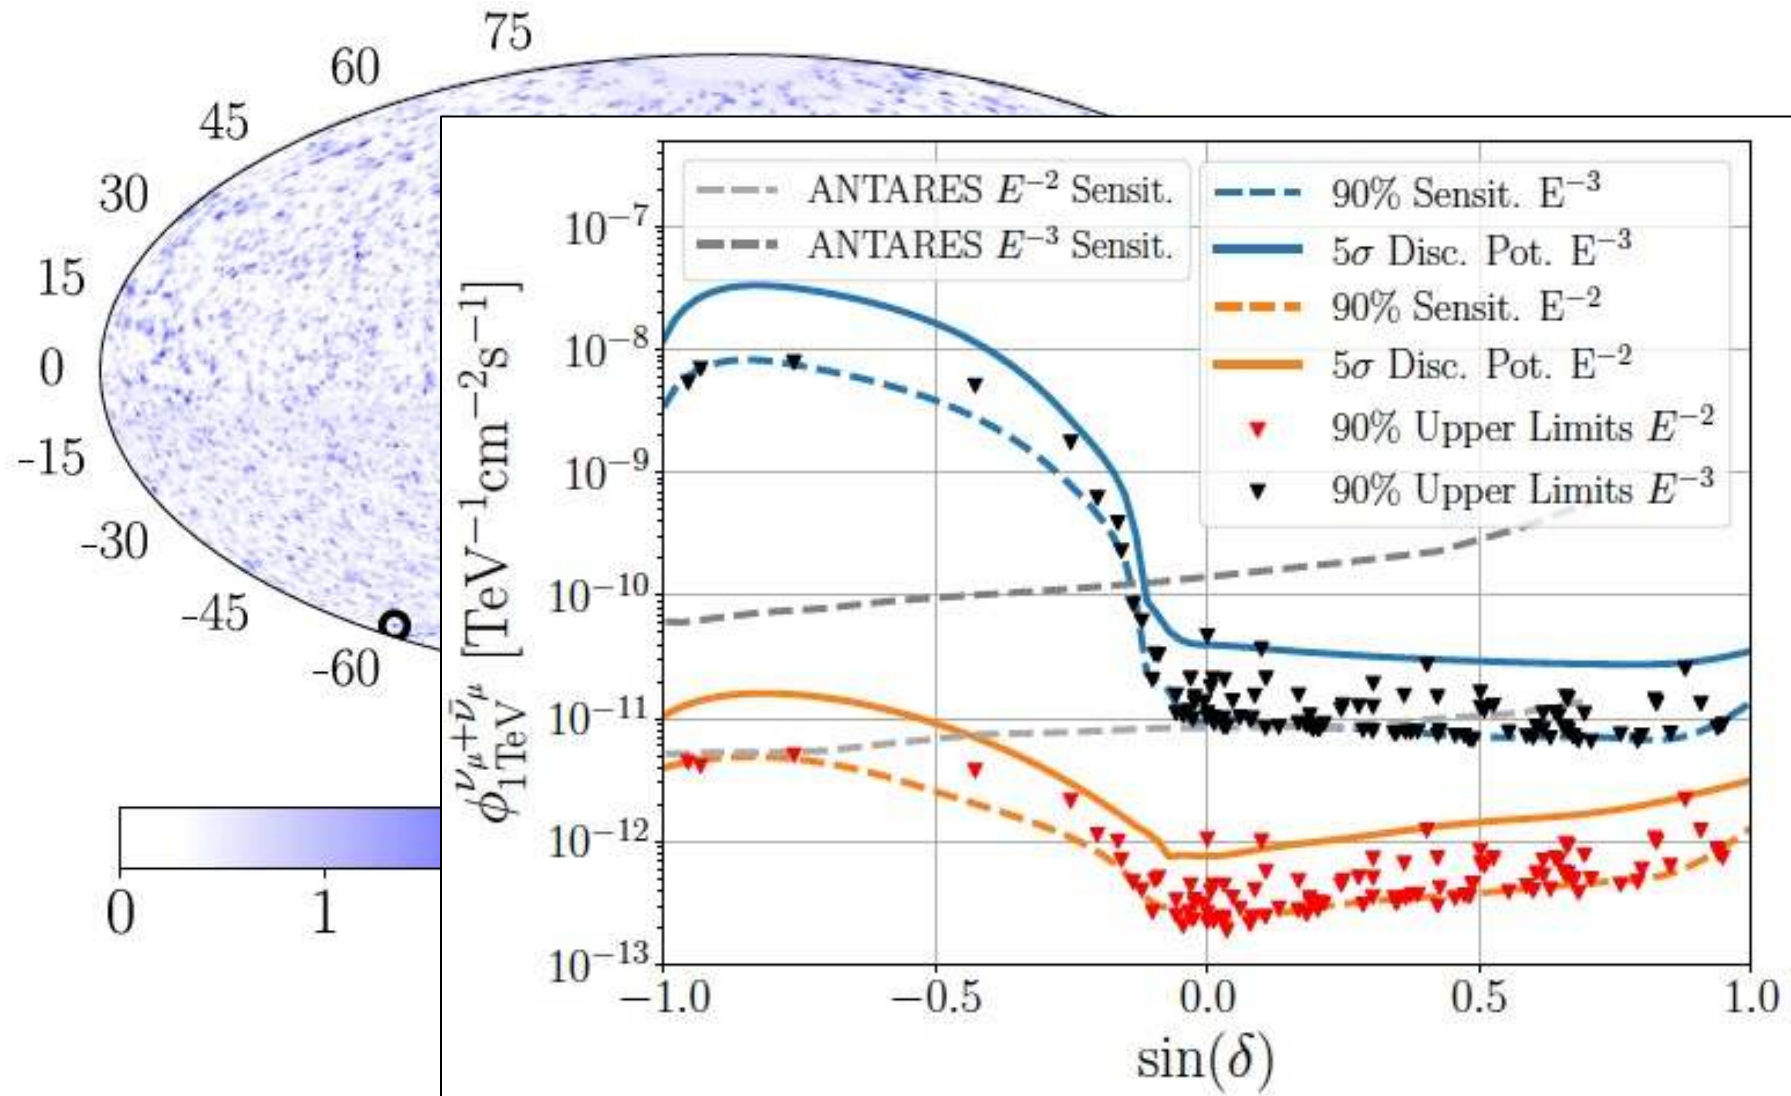 75
60
45
30
15
0
-15
-30
-45
-60
0 1
ANTARES E⁻² Sensit.
ANTARES E⁻³ Sensit.
90% Sensit. E⁻³
5σ Disc. Pot. E⁻³
90% Sensit. E⁻²
5σ Disc. Pot. E⁻²
90% Upper Limits E⁻²
90% Upper Limits E⁻³
10⁻⁷
10⁻⁸
10⁻⁹
10⁻¹⁰
10⁻¹¹
10⁻¹²
10⁻¹³
ϕ^{ν_μ+ν̄_μ}_{1TeV} [TeV⁻¹cm⁻²s⁻¹]
−1.0 −0.5 0.0 0.5 1.0
sin(δ)